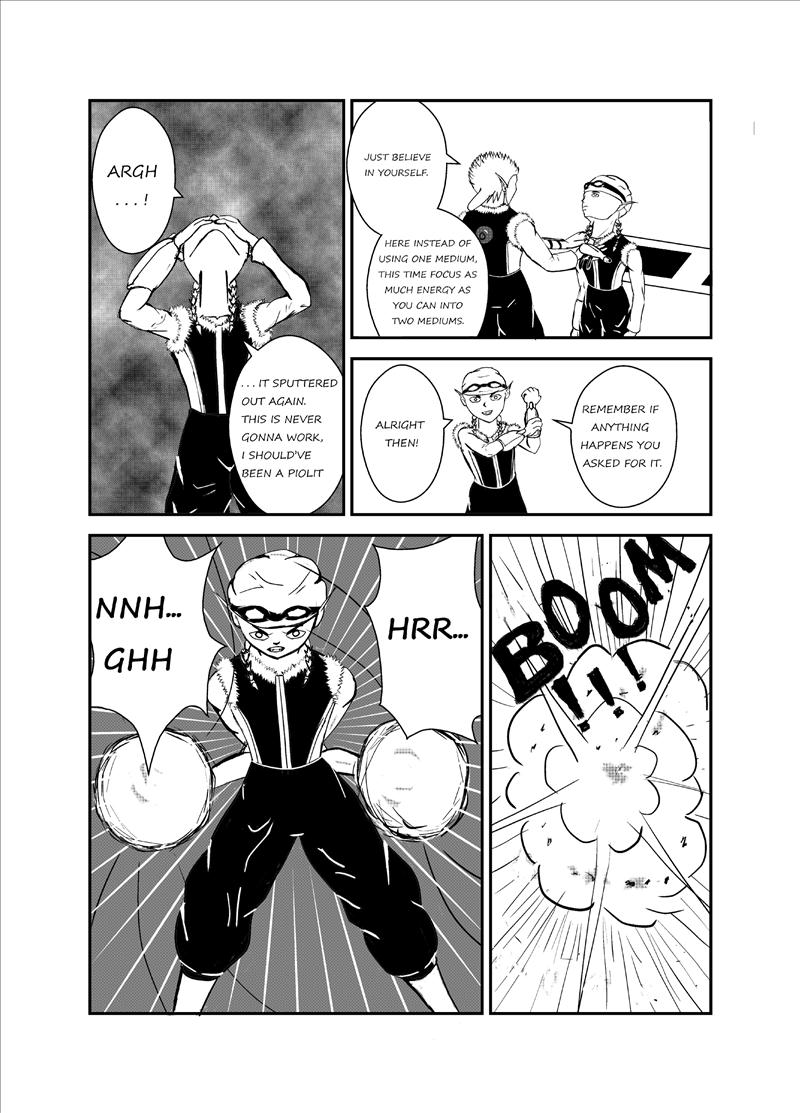 ARGH
. . . !
. . . IT SPUTTERED
OUT AGAIN.
THIS IS NEVER
GONNA WORK,
I SHOULD'VE
BEEN A PIOLIT
JUST BELIEVE
IN YOURSELF.
HERE INSTEAD OF
USING ONE MEDIUM,
THIS TIME FOCUS AS
MUCH ENERGY AS
YOU CAN INTO
TWO MEDIUMS.
ALRIGHT
THEN!
REMEMBER IF
ANYTHING
HAPPENS YOU
ASKED FOR IT.
NNH...
GHH
HRR...
BOOM
!!!